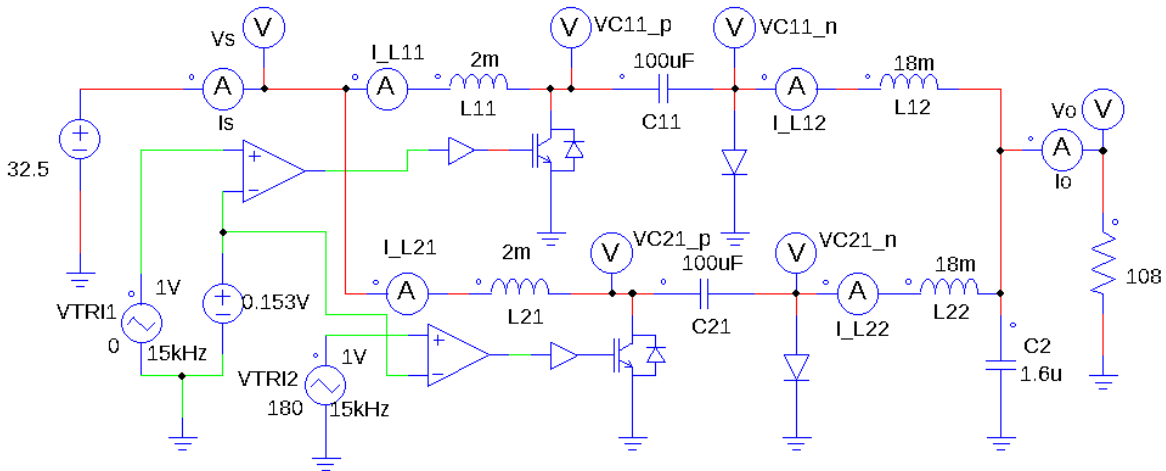 Vs
V
VC11_p
V
VC11_n
V
I_L11
2m
100uF
18m
A
A
A
Is
L11
C11
I_L12
L12
Vo
V
A
Io
32.5
I_L21
2m
VC21_p
V
VC21_n
V
100uF
18m
A
A
L21
C21
I_L22
L22
108
1V
0.153V
VTRI1
0
15kHz
1V
VTRI2
180
15kHz
C2
1.6u